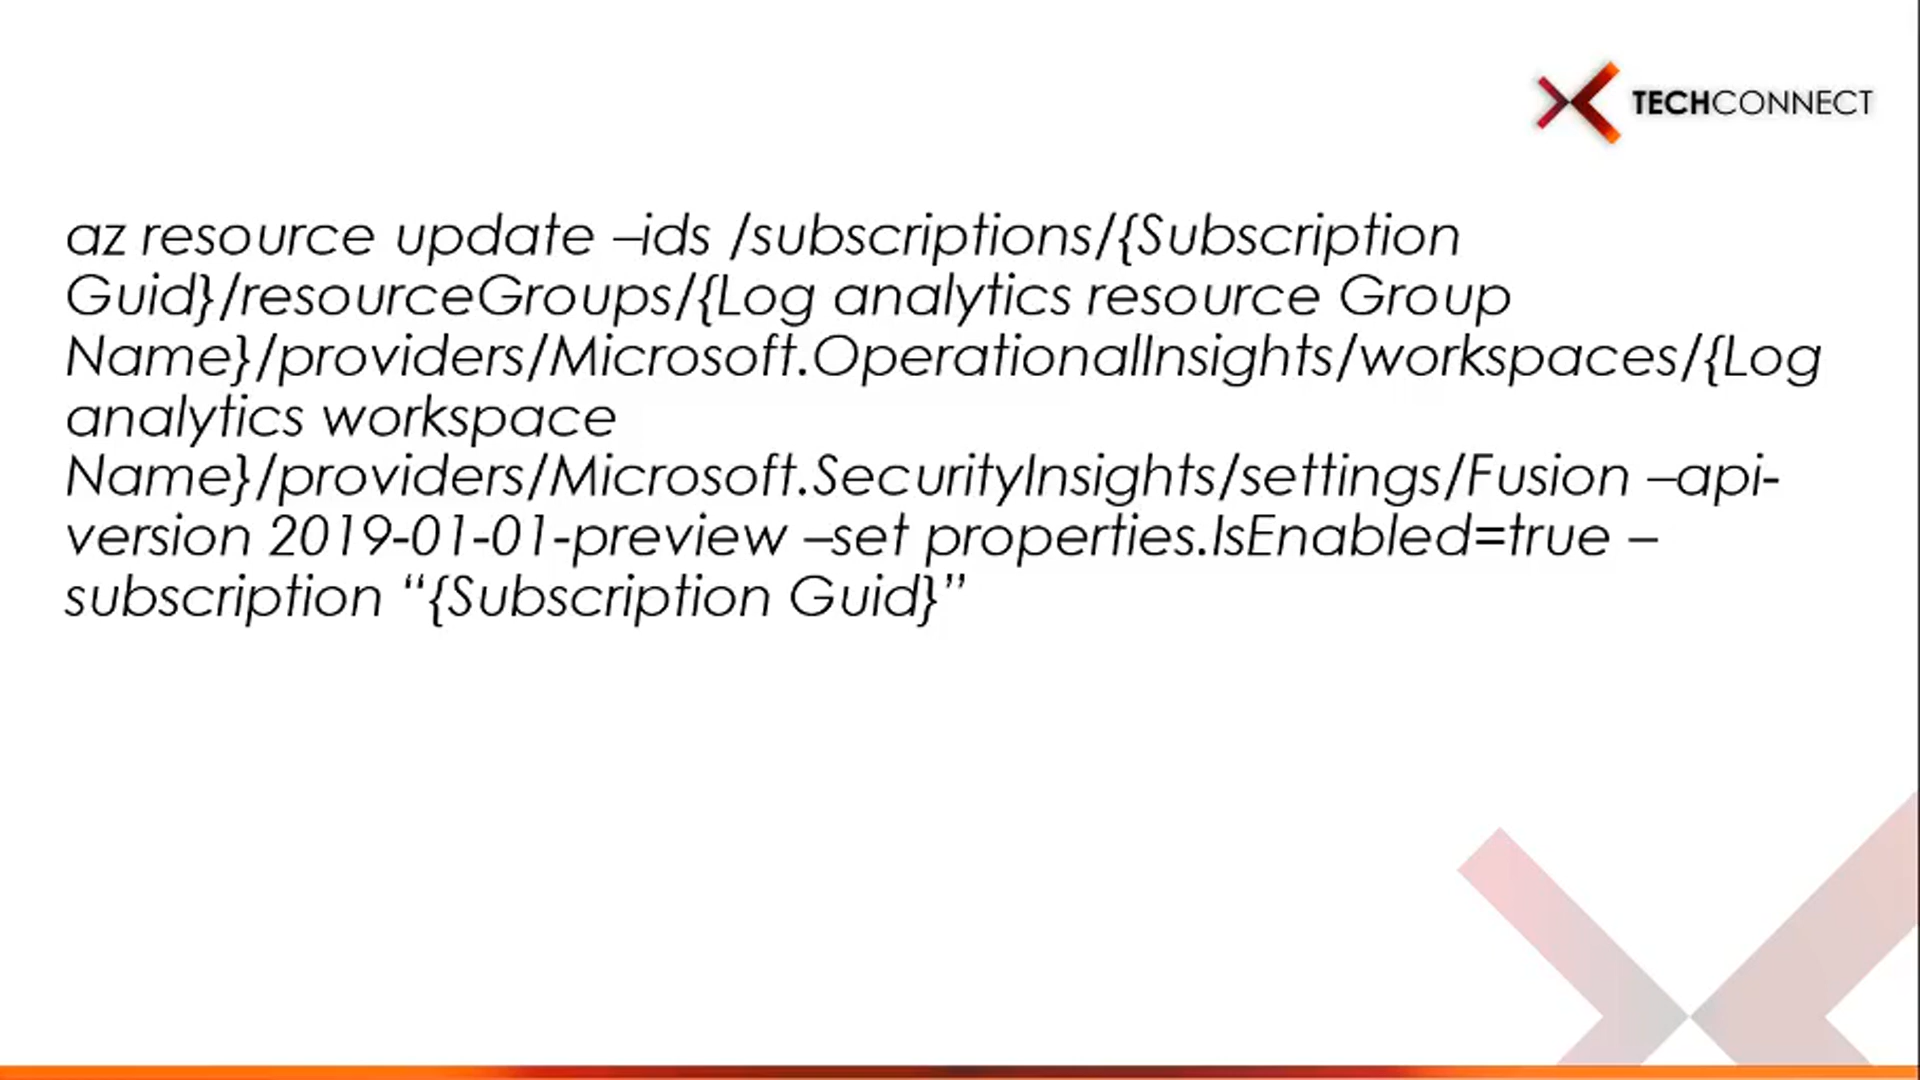 TECHCONNECT
az resource update –ids /subscriptions/{Subscription
Guid}/resourceGroups/{Log analytics resource Group
Name}/providers/Microsoft.OperationalInsights/workspaces/{Log
analytics workspace
Name}/providers/Microsoft.SecurityInsights/settings/Fusion –api-
version 2019-01-01-preview –set properties.IsEnabled=true –
subscription “{Subscription Guid}”